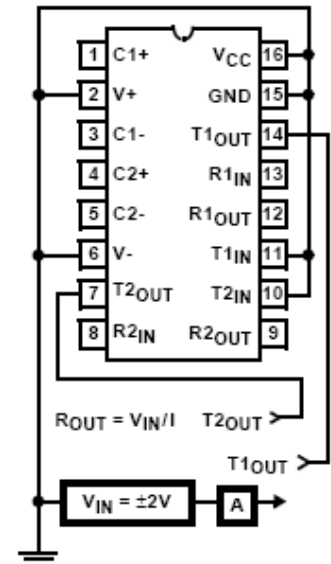 1 C1+ VCC 16
2 V+ GND 15
3 C1- T1OUT 14
4 C2+ R1IN 13
5 C2- R1OUT 12
6 V- T1IN 11
7 T2OUT T2IN 10
8 R2IN R2OUT 9
ROUT = VIN/I T2OUT
T1OUT
VIN = ±2V A